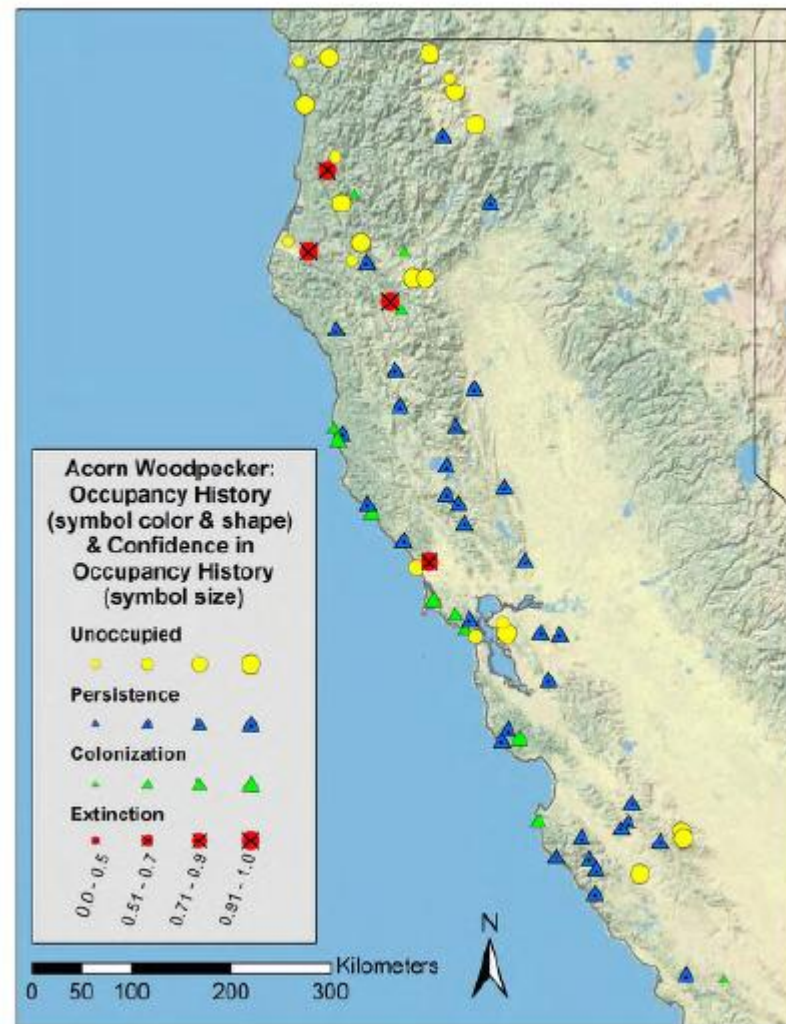 Acorn Woodpecker:
Occupancy History
(symbol color & shape)
& Confidence in
Occupancy History
(symbol size)
Unoccupied
Persistence
Colonization
Extinction
0.0 - 0.5
0.51 - 0.7
0.71 - 0.9
0.91 - 1.0
N
Kilometers
0 50 100 200 300